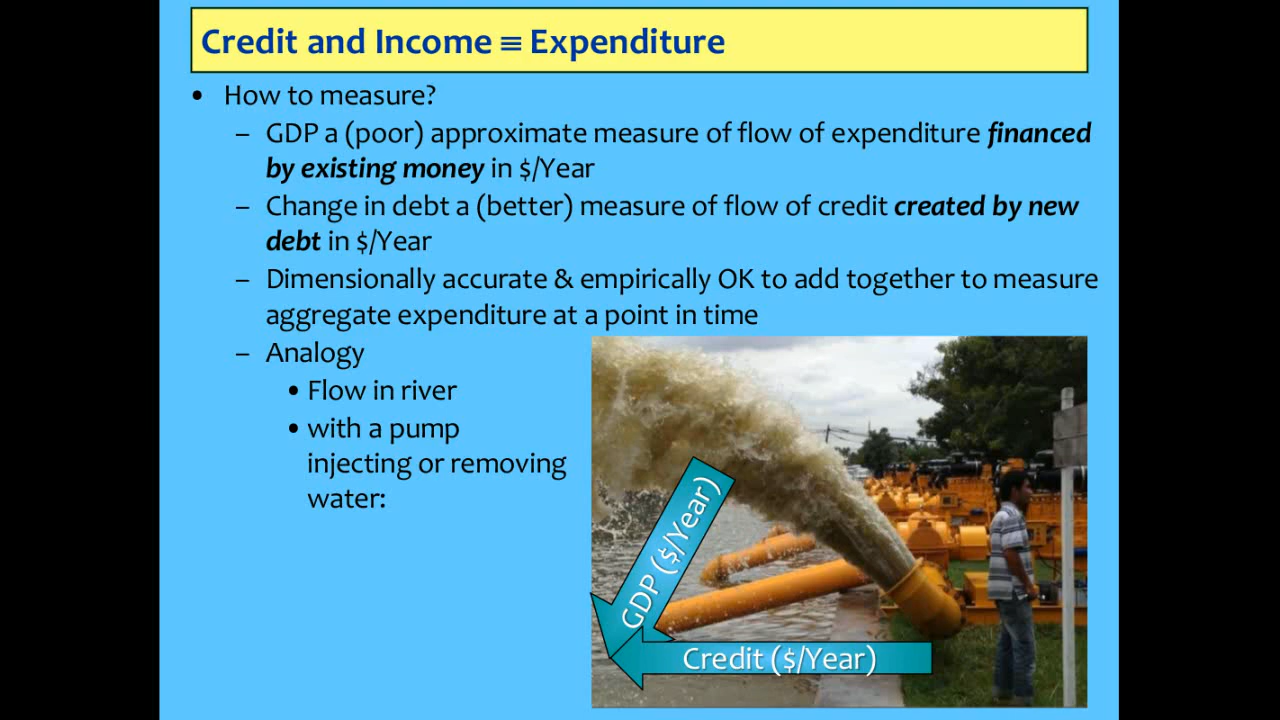 Credit and Income ≡ Expenditure
• How to measure?
– GDP a (poor) approximate measure of flow of expenditure financed
by existing money in $/Year
– Change in debt a (better) measure of flow of credit created by new
debt in $/Year
– Dimensionally accurate & empirically OK to add together to measure
aggregate expenditure at a point in time
– Analogy
• Flow in river
• with a pump
injecting or removing
water:
GDP ($/Year)
Credit ($/Year)